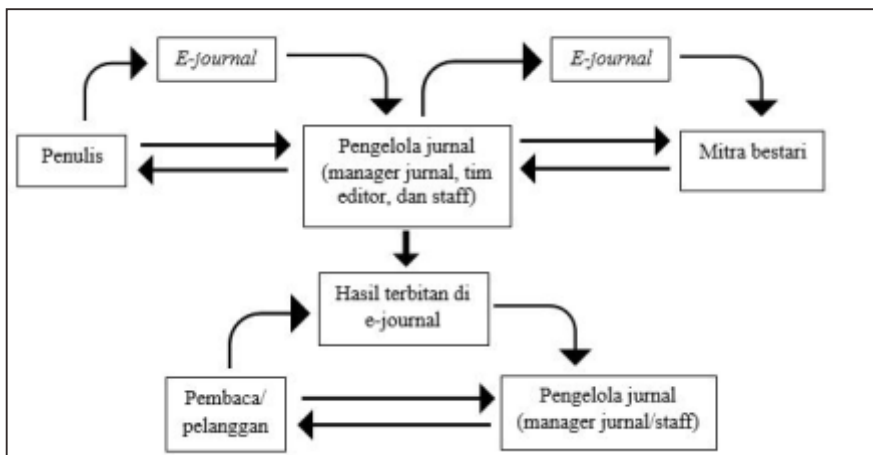 E-journal
E-journal
Penulis
Pengelola jurnal
(manager jurnal, tim
editor, dan staff)
Mitra bestari
Hasil terbitan di
e-journal
Pembaca/
pelanggan
Pengelola jurnal
(manager jurnal/staff)